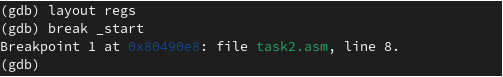 (gdb) layout regs
(gdb) break _start
Breakpoint 1 at 0x80490e8: file task2.asm, line 8.
(gdb)